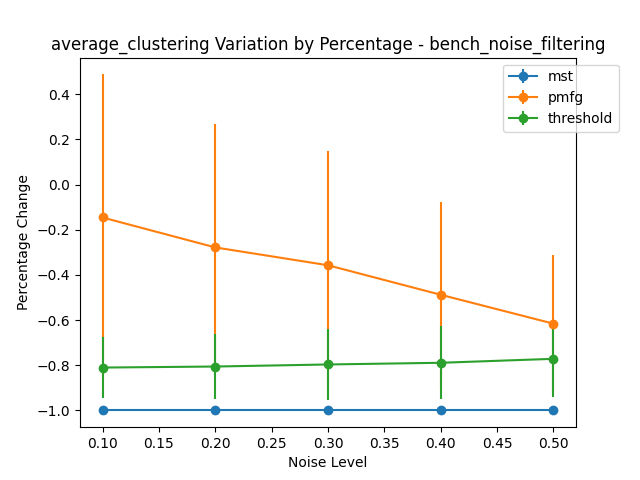 average_clustering Variation by Percentage - bench_noise_filtering
mst
pmfg
threshold
Percentage Change
0.4
0.2
0.0
−0.2
−0.4
−0.6
−0.8
−1.0
0.10
0.15
0.20
0.25
0.30
0.35
0.40
0.45
0.50
Noise Level